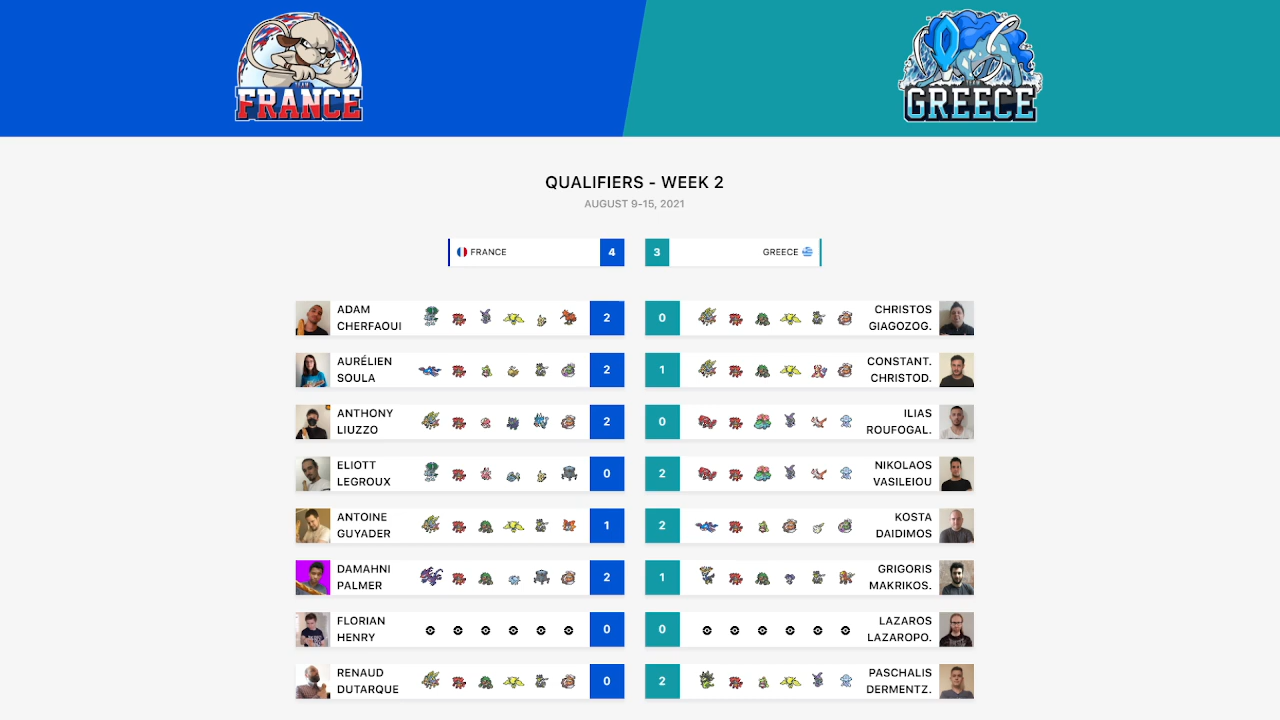 TEAM
FRANCE
TEAM
GREECE
QUALIFIERS - WEEK 2
AUGUST 9-15, 2021
FRANCE 4 3 GREECE
ADAM CHERFAOUI 2 0 CHRISTOS GIAGOZOG.
AURÉLIEN SOULA 2 1 CONSTANT. CHRISTOD.
ANTHONY LIUZZO 2 0 ILIAS ROUFOGAL.
ELIOTT LEGROUX 0 2 NIKOLAOS VASILEIOU
ANTOINE GUYADER 1 2 KOSTA DAIDIMOS
DAMAHNI PALMER 2 1 GRIGORIS MAKRIKOS.
FLORIAN HENRY 0 0 LAZAROS LAZAROPO.
RENAUD DUTARQUE 0 2 PASCHALIS DERMENTZ.